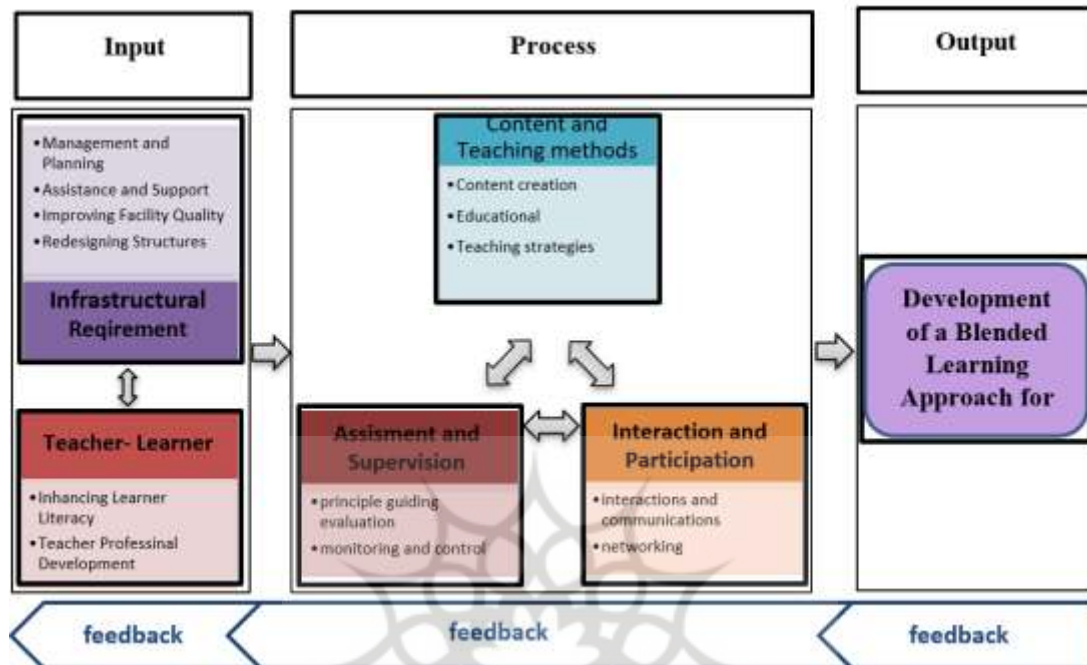 Input
Process
Output
• Management and
Planning
• Assistance and Support
• Improving Facility Quality
• Redesigning Structures
Infrastructural
Reqirement
Teacher- Learner
• Inhancing Learner
Literacy
• Teacher Professinal
Development
Content and
Teaching methods
• Content creation
• Educational
• Teaching strategies
Assisment and
Supervision
• principle guiding
evaluation
• monitoring and control
Interaction and
Participation
• interactions and
communications
• networking
Development
of a Blended
Learning
Approach for
feedback
feedback
feedback